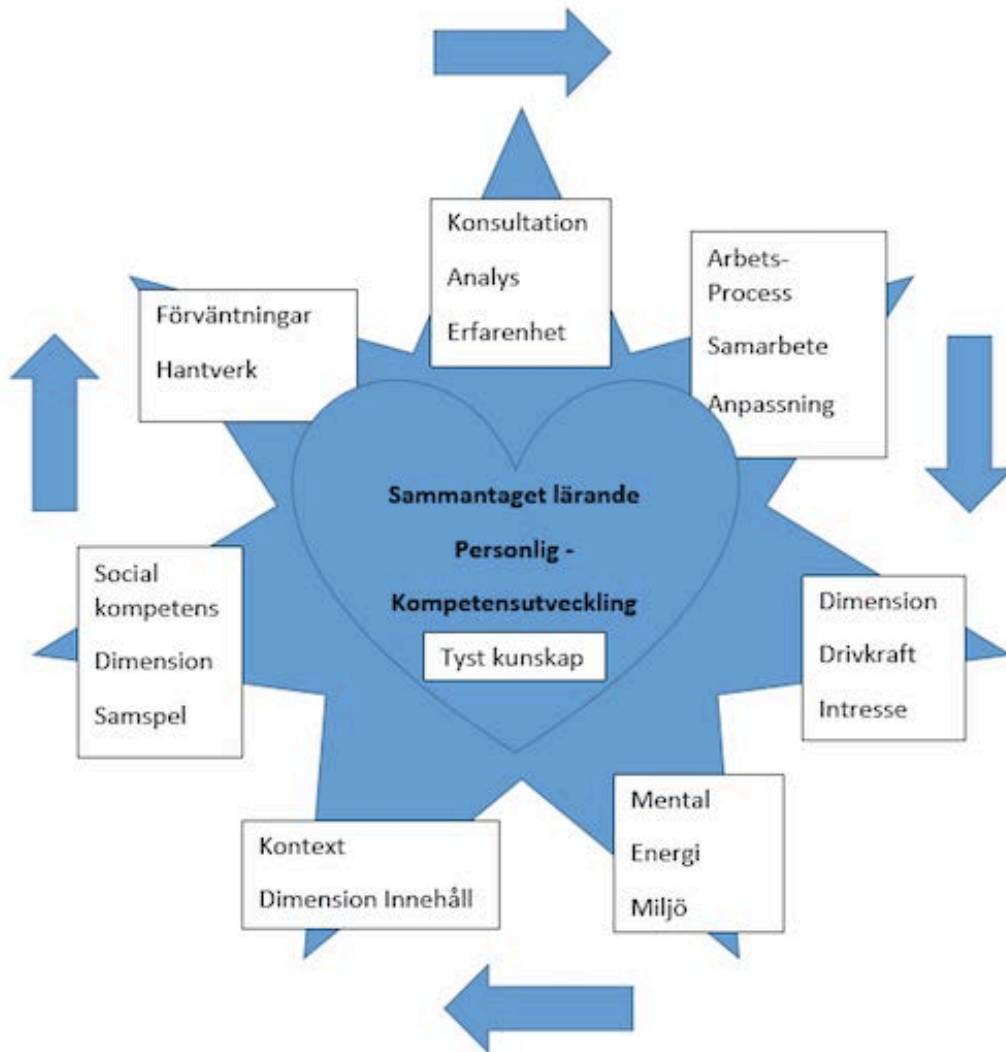 Konsultation
Analys
Erfarenhet
Arbets-
Process
Samarbete
Anpassning
Dimension
Drivkraft
Intresse
Mental
Energi
Miljö
Kontext
Dimension Innehåll
Social
kompetens
Dimension
Samspel
Förväntningar
Hantverk
Sammantaget lärande
Personlig -
Kompetensutveckling
Tyst kunskap